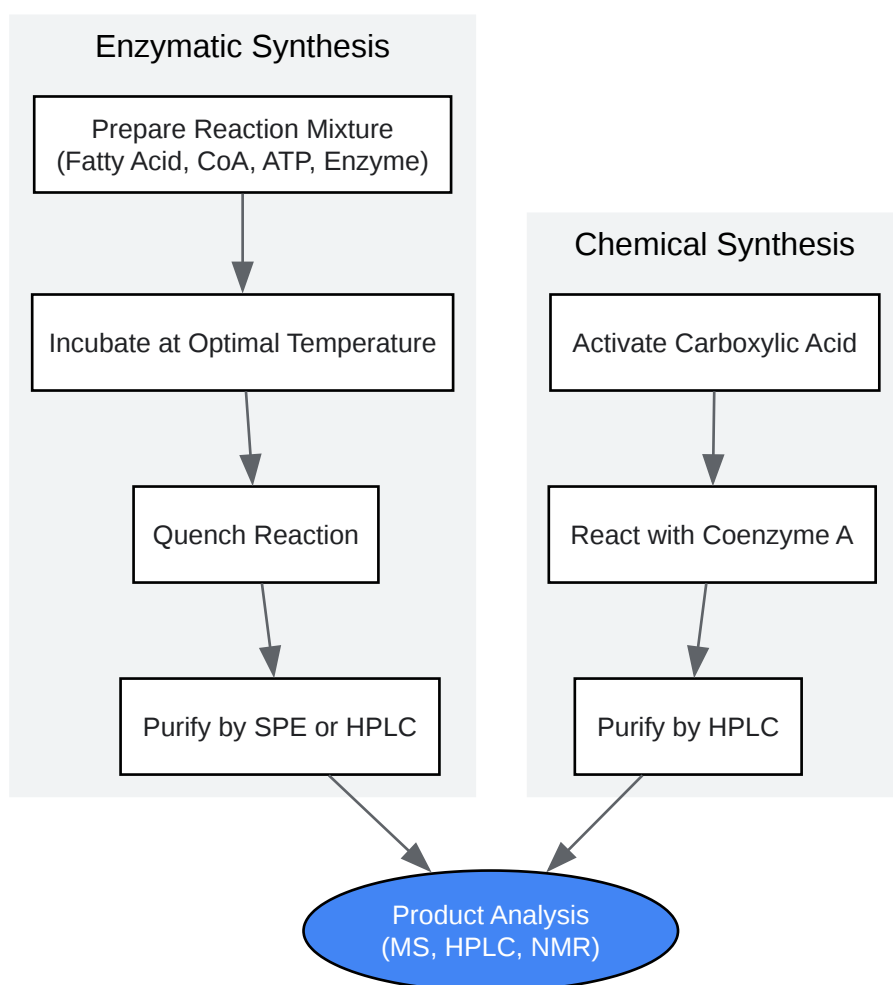 Enzymatic Synthesis
Prepare Reaction Mixture
(Fatty Acid, CoA, ATP, Enzyme)
Incubate at Optimal Temperature
Quench Reaction
Purify by SPE or HPLC
Chemical Synthesis
Activate Carboxylic Acid
React with Coenzyme A
Purify by HPLC
Product Analysis
(MS, HPLC, NMR)